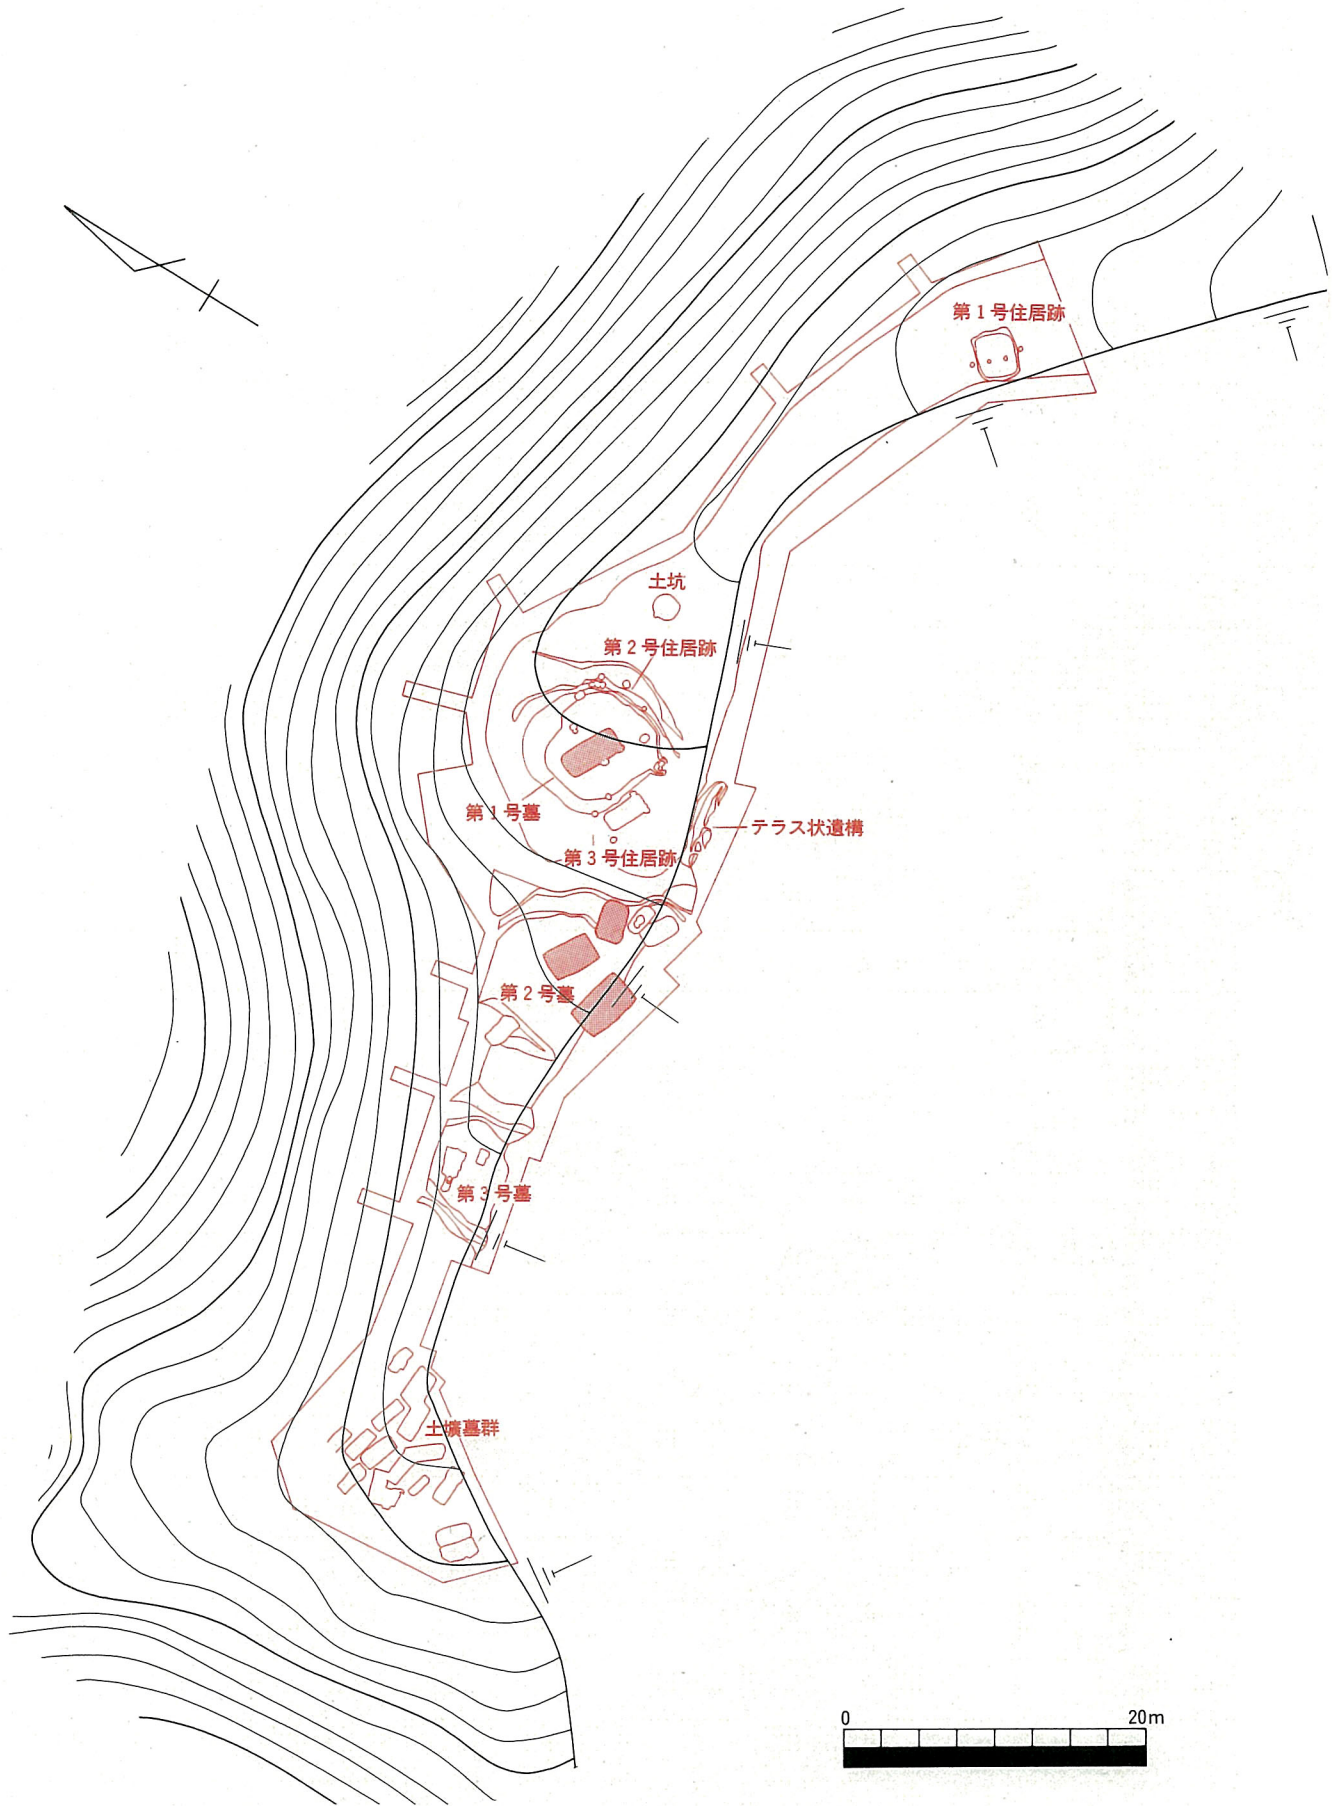 第1号住居跡
土坑
第2号住居跡
第1号墓
テラス状遺構
第3号住居跡
第2号墓
第3号墓
土壙墓群
0 20m